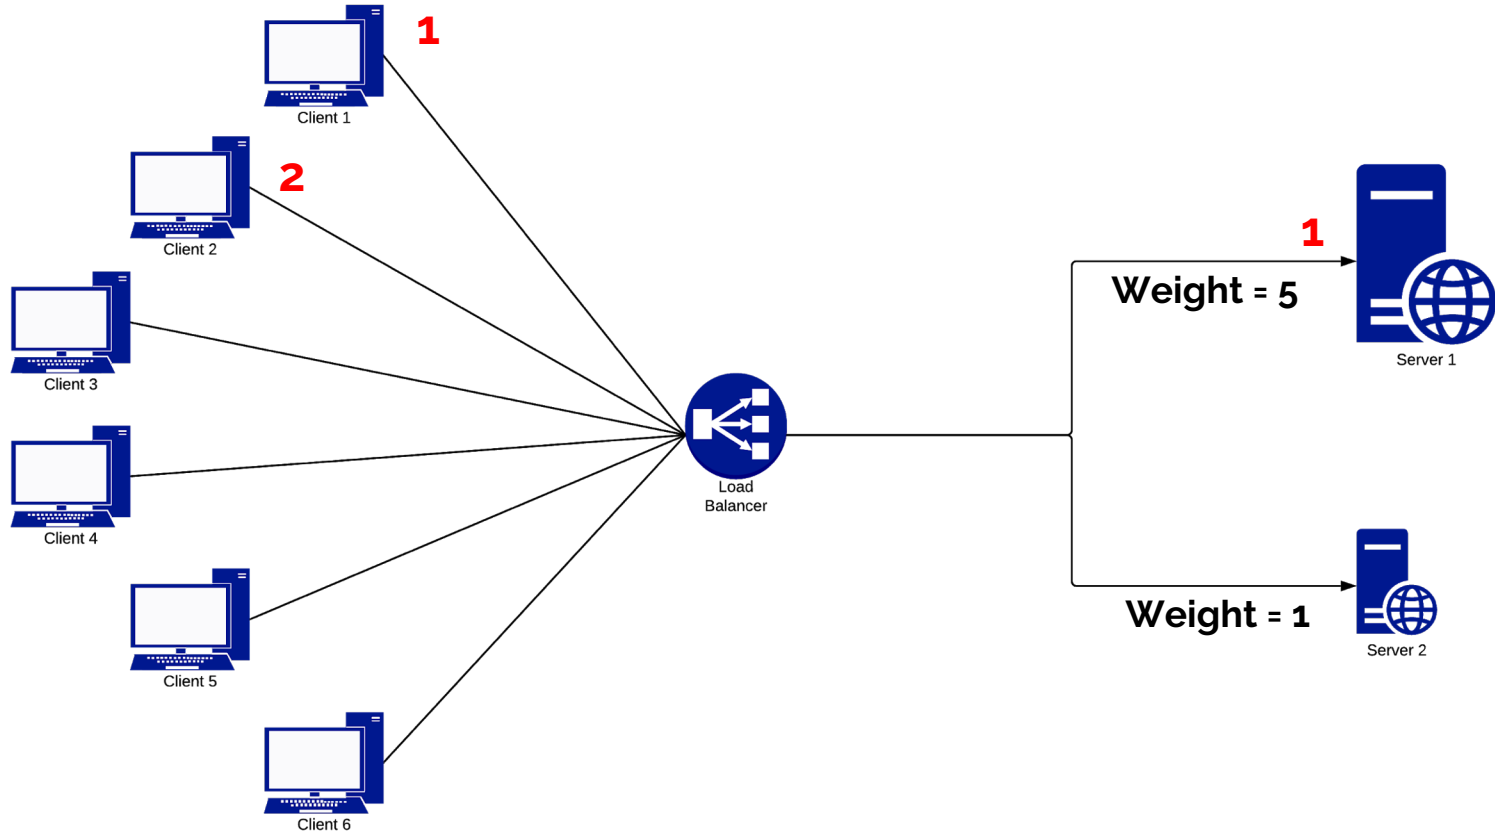 1
Client 1
2
Client 2
Client 3
Client 4
Client 5
Client 6
Load
Balancer
1
Weight = 5
Server 1
Weight = 1
Server 2